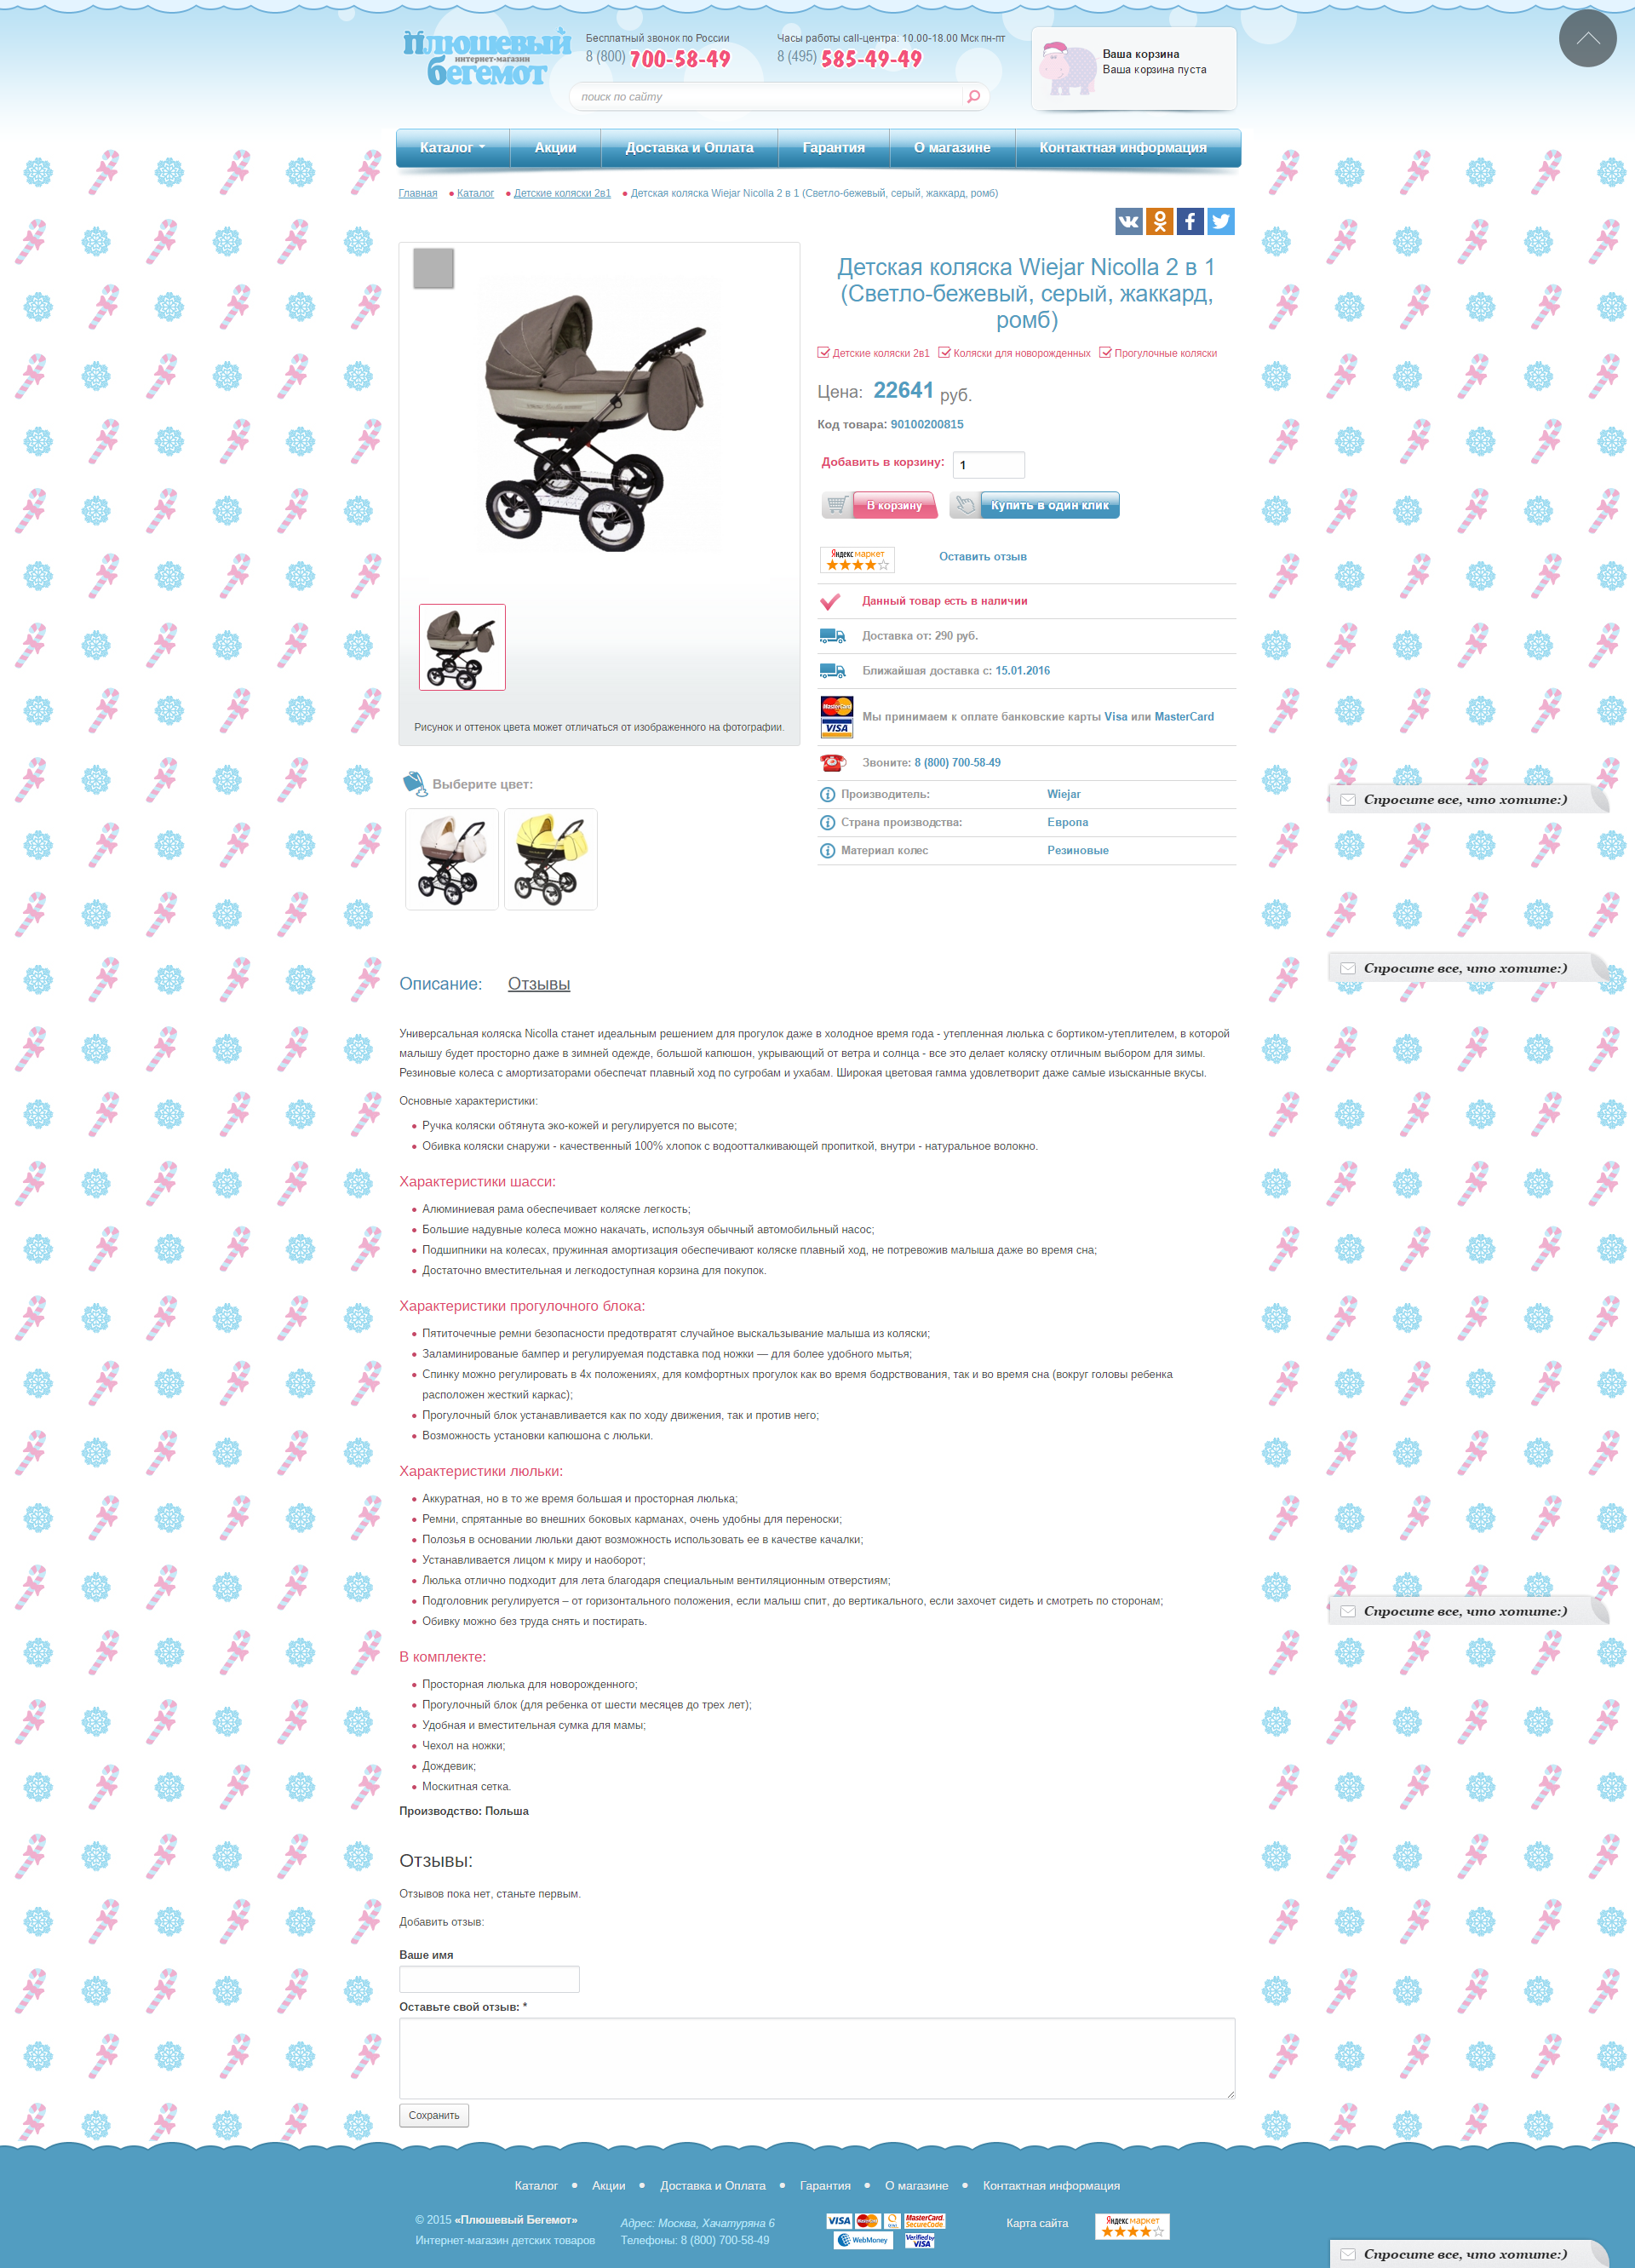 Плюшевый
интернет-магазин
бегемот
Бесплатный звонок по России
8 (800) 700-58-49
Часы работы call-центра: 10.00-18.00 Мск пн-пт
8 (495) 585-49-49
поиск по сайту
Ваша корзина
Ваша корзина пуста
Каталог
Акции
Доставка и Оплата
Гарантия
О магазине
Контактная информация
Главная • Каталог • Детские коляски 2в1 • Детская коляска Wiejar Nicolla 2 в 1 (Светло-бежевый, серый, жаккард, ромб)
Детская коляска Wiejar Nicolla 2 в 1
(Светло-бежевый, серый, жаккард,
ромб)
Детские коляски 2в1 Коляски для новорожденных Прогулочные коляски
Цена: 22641 руб.
Код товара: 90100200815
Добавить в корзину: 1
В корзину
Купить в один клик
Яндекс маркет
Оставить отзыв
Данный товар есть в наличии
Доставка от: 290 руб.
Ближайшая доставка с: 15.01.2016
MasterCard
VISA
Мы принимаем к оплате банковские карты Visa или MasterCard
Звоните: 8 (800) 700-58-49
Производитель: Wiejar
Страна производства: Европа
Материал колес Резиновые
Рисунок и оттенок цвета может отличаться от изображенного на фотографии.
Выберите цвет:
Спросите все, что хотите:)
Спросите все, что хотите:)
Описание: Отзывы
Универсальная коляска Nicolla станет идеальным решением для прогулок даже в холодное время года - утепленная люлька с бортиком-утеплителем, в которой
малышу будет просторно даже в зимней одежде, большой капюшон, укрывающий от ветра и солнца - все это делает коляску отличным выбором для зимы.
Резиновые колеса с амортизаторами обеспечат плавный ход по сугробам и ухабам. Широкая цветовая гамма удовлетворит даже самые изысканные вкусы.
Основные характеристики:
Ручка коляски обтянута эко-кожей и регулируется по высоте;
Обивка коляски снаружи - качественный 100% хлопок с водоотталкивающей пропиткой, внутри - натуральное волокно.
Характеристики шасси:
Алюминиевая рама обеспечивает коляске легкость;
Большие надувные колеса можно накачать, используя обычный автомобильный насос;
Подшипники на колесах, пружинная амортизация обеспечивают коляске плавный ход, не потревожив малыша даже во время сна;
Достаточно вместительная и легкодоступная корзина для покупок.
Характеристики прогулочного блока:
Пятиточечные ремни безопасности предотвратят случайное выскальзывание малыша из коляски;
Заламинированые бампер и регулируемая подставка под ножки — для более удобного мытья;
Спинку можно регулировать в 4х положениях, для комфортных прогулок как во время бодрствования, так и во время сна (вокруг головы ребенка
расположен жесткий каркас);
Прогулочный блок устанавливается как по ходу движения, так и против него;
Возможность установки капюшона с люльки.
Характеристики люльки:
Аккуратная, но в то же время большая и просторная люлька;
Ремни, спрятанные во внешних боковых карманах, очень удобны для переноски;
Полозья в основании люльки дают возможность использовать ее в качестве качалки;
Устанавливается лицом к миру и наоборот;
Люлька отлично подходит для лета благодаря специальным вентиляционным отверстиям;
Подголовник регулируется – от горизонтального положения, если малыш спит, до вертикального, если захочет сидеть и смотреть по сторонам;
Обивку можно без труда снять и постирать.
Спросите все, что хотите:)
В комплекте:
Просторная люлька для новорожденного;
Прогулочный блок (для ребенка от шести месяцев до трех лет);
Удобная и вместительная сумка для мамы;
Чехол на ножки;
Дождевик;
Москитная сетка.
Производство: Польша
Отзывы:
Отзывов пока нет, станьте первым.
Добавить отзыв:
Ваше имя
Оставьте свой отзыв: *
Сохранить
Каталог • Акции • Доставка и Оплата • Гарантия • О магазине • Контактная информация
© 2015 «Плюшевый Бегемот»
Интернет-магазин детских товаров
Адрес: Москва, Хачатуряна 6
Телефоны: 8 (800) 700-58-49
VISA
MasterCard. SecureCode
WebMoney
Verified by VISA
Карта сайта
Яндекс маркет
Спросите все, что хотите:)